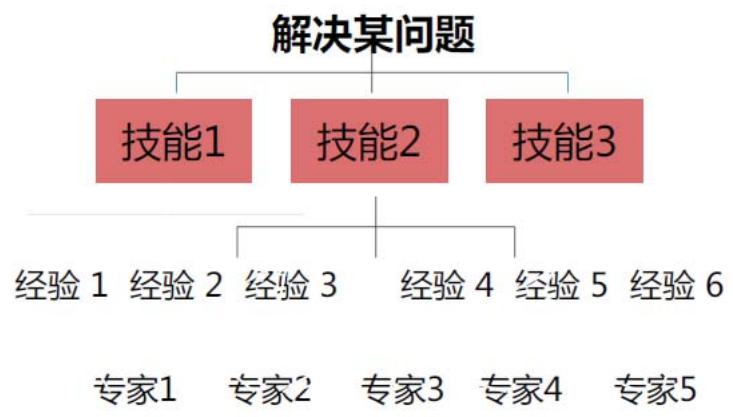 解决某问题
技能1 技能2 技能3
经验 1 经验 2 经验 3 经验 4 经验 5 经验 6
专家1 专家2 专家3 专家4 专家5